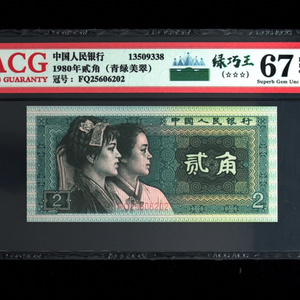 ACG
GUARANTY
中国人民银行 13509338
1980年贰角（青绿美翠）
冠号：FQ25606202
绿巧王
(☆☆☆)
67
Superb Gem Unc
中国人民银行
贰角
2
2
FQ25606202